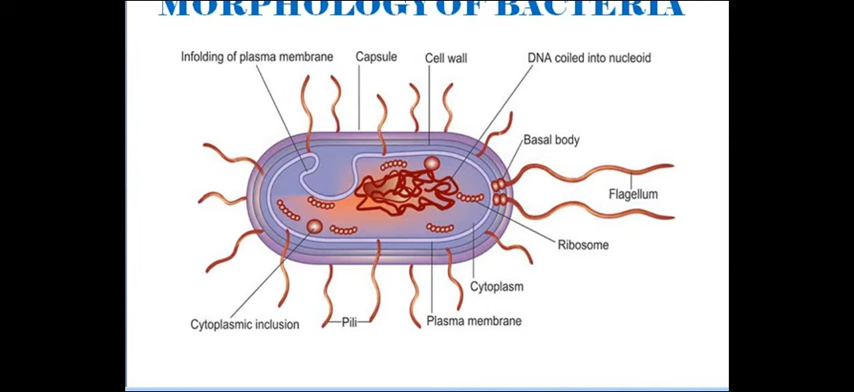 MORPHOLOGY OF BACTERIA
Infolding of plasma membrane
Capsule
Cell wall
DNA coiled into nucleoid
Basal body
Flagellum
Ribosome
Cytoplasm
Cytoplasmic inclusion
Pili
Plasma membrane